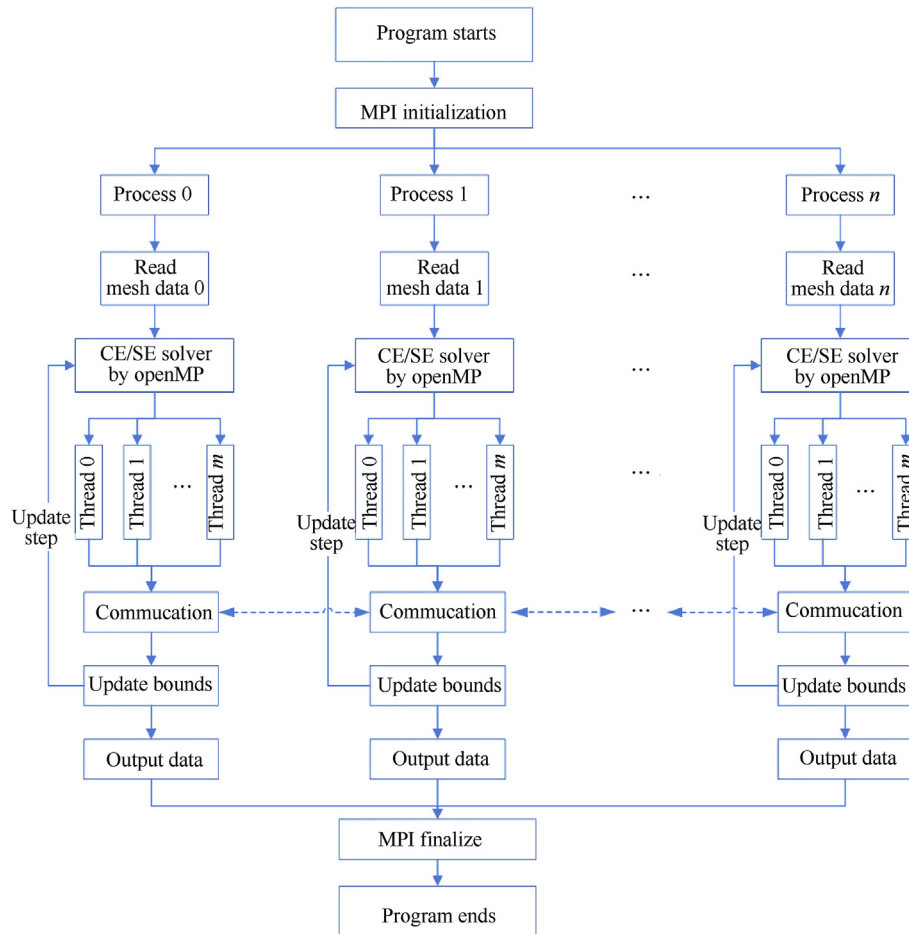 Program starts
MPI initialization
Process 0
Process 1
...
Process n
Read
mesh data 0
Read
mesh data 1
...
Read
mesh data n
CE/SE solver
by openMP
CE/SE solver
by openMP
...
CE/SE solver
by openMP
Thread 0
Thread 1
...
Thread m
Thread 0
Thread 1
...
Thread m
...
Thread 0
Thread 1
...
Thread m
Update
step
Update
step
Update
step
Commucation
Commucation
...
Commucation
Update bounds
Update bounds
Update bounds
Output data
Output data
Output data
MPI finalize
Program ends